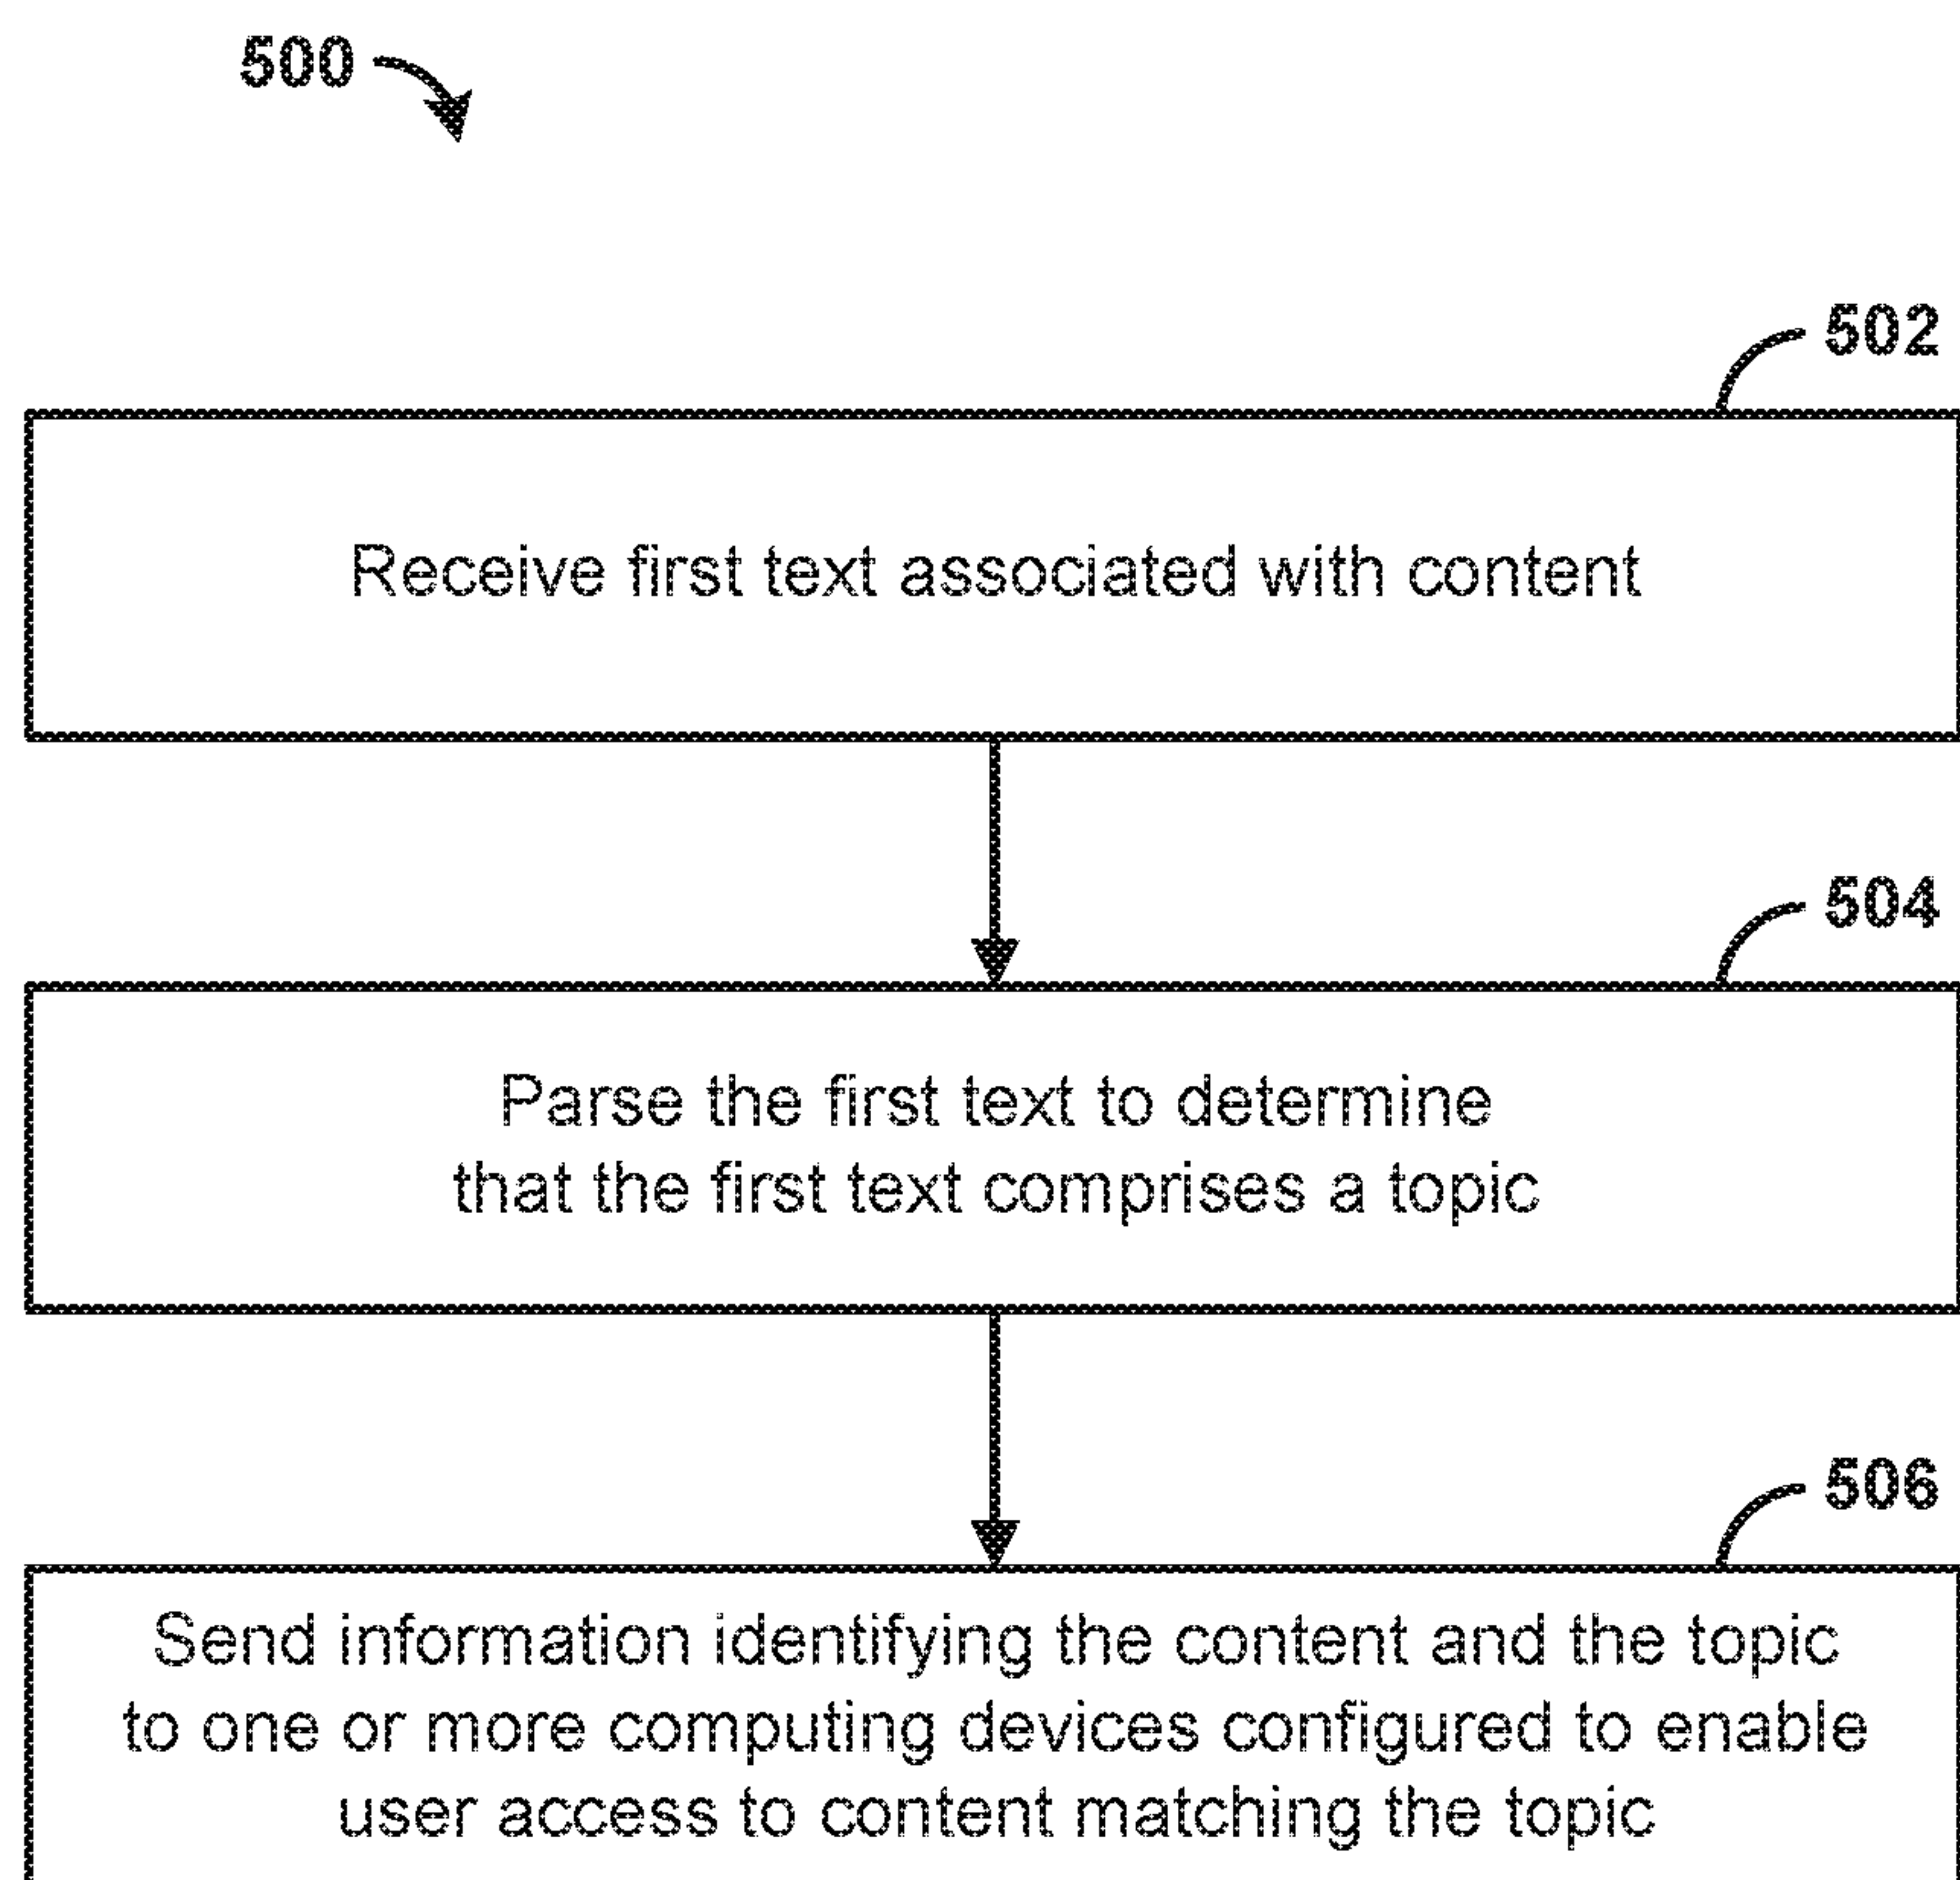 500
502
Receive first text associated with content
504
Parse the first text to determine
that the first text comprises a topic
506
Send information identifying the content and the topic
to one or more computing devices configured to enable
user access to content matching the topic